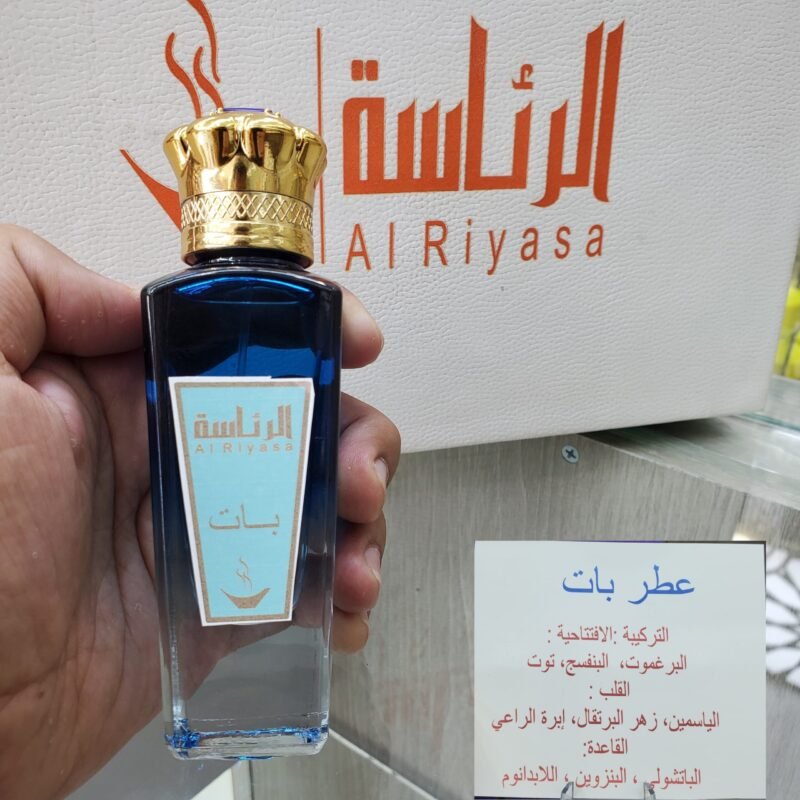 الرئاسة
Al Riyasa
الرئاسة
Al Riyasa
بات
عطر بات
التركيبة :الافتتاحية :
البرغموت، البنفسج، توت
القلب :
الياسمين، زهر البرتقال، إبرة الراعي
القاعدة:
الباتشولي ، البنزوين ، اللابدانوم